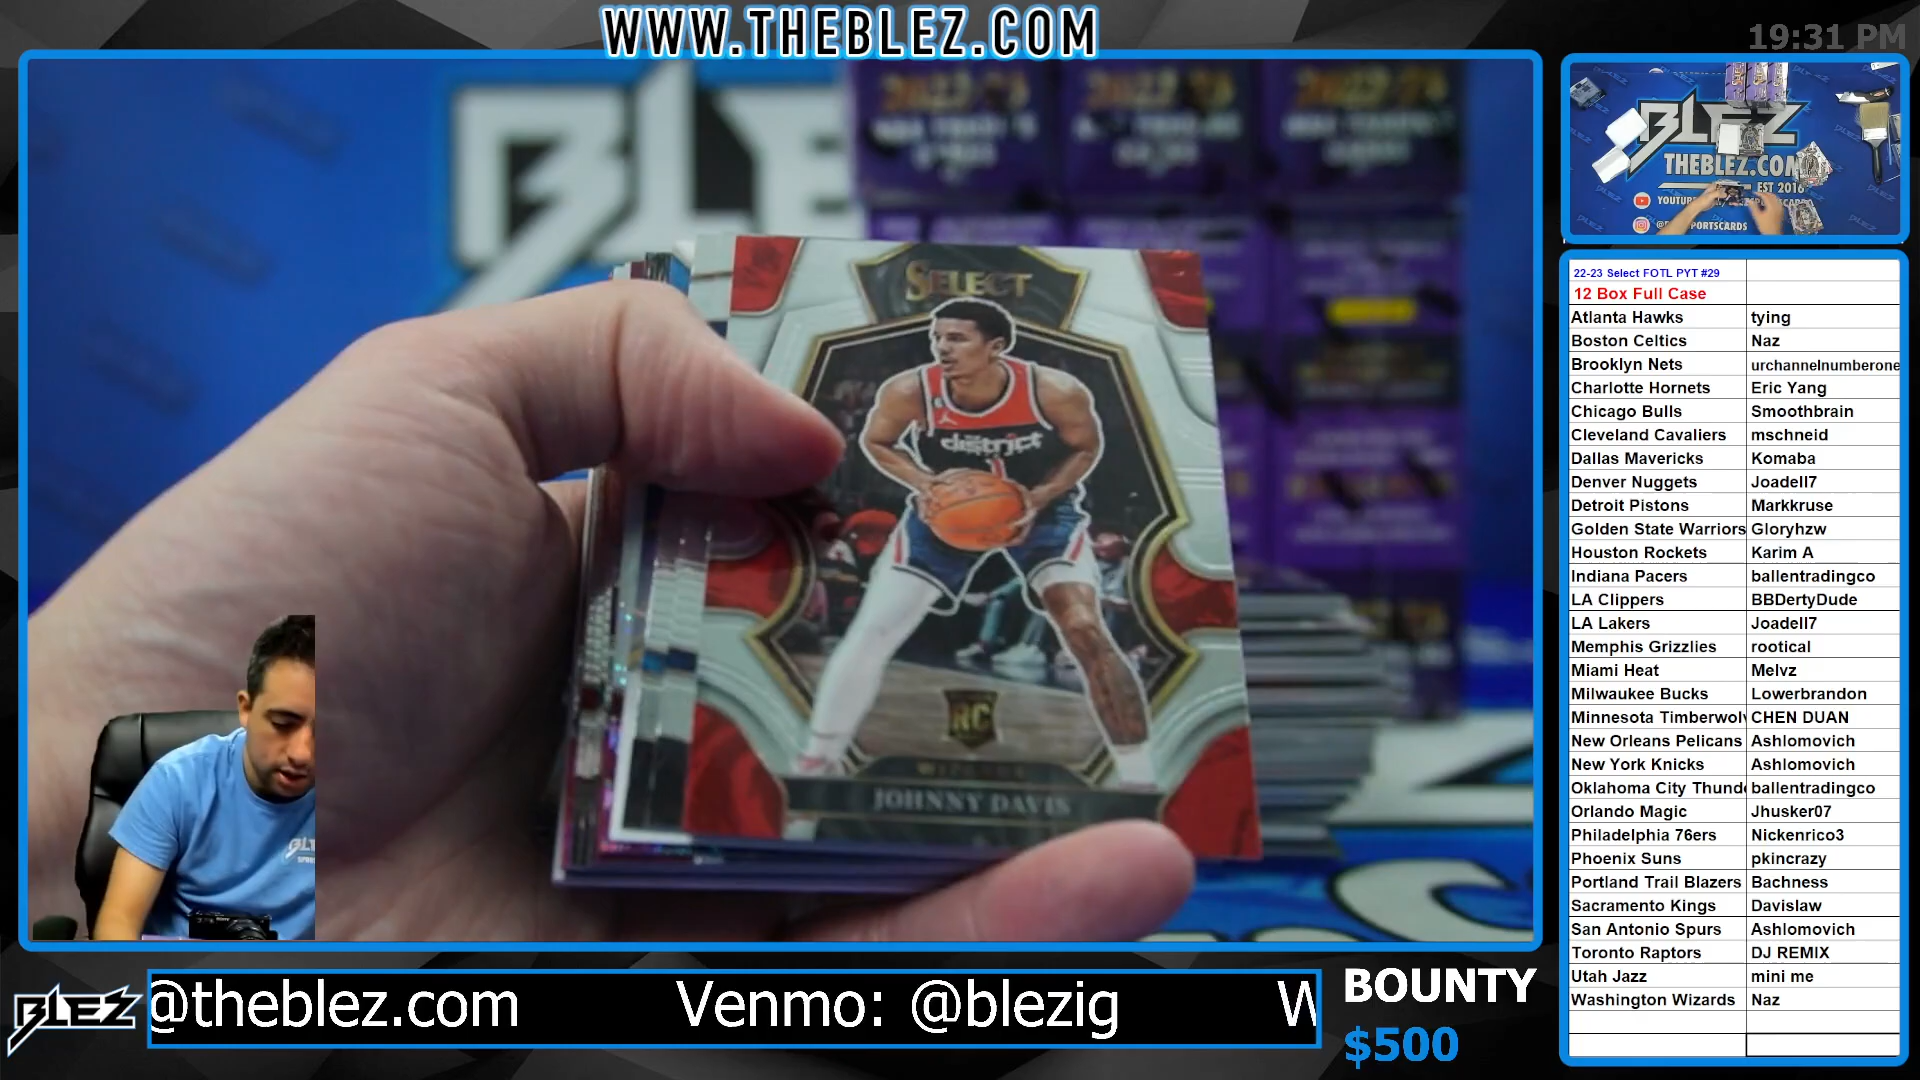 WWW.THEBLEZ.COM
19:31 PM
BLEZ
SELECT
district
1
RC
WIZARDS
JOHNNY DAVIS
BLEZ
THEBLEZ.COM
EST 2016
22-23 Select FOTL PYT #29
12 Box Full Case
Atlanta Hawks tying
Boston Celtics Naz
Brooklyn Nets urchannelnumberone
Charlotte Hornets Eric Yang
Chicago Bulls Smoothbrain
Cleveland Cavaliers mschneid
Dallas Mavericks Komaba
Denver Nuggets Joadell7
Detroit Pistons Markkruse
Golden State Warriors Gloryhzw
Houston Rockets Karim A
Indiana Pacers ballentradingco
LA Clippers BBDertyDude
LA Lakers Joadell7
Memphis Grizzlies rootical
Miami Heat Melvz
Milwaukee Bucks Lowerbrandon
Minnesota Timberwolv CHEN DUAN
New Orleans Pelicans Ashlomovich
New York Knicks Ashlomovich
Oklahoma City Thund ballentradingco
Orlando Magic Jhusker07
Philadelphia 76ers Nickenrico3
Phoenix Suns pkincrazy
Portland Trail Blazers Bachness
Sacramento Kings Davislaw
San Antonio Spurs Ashlomovich
Toronto Raptors DJ REMIX
Utah Jazz mini me
Washington Wizards Naz
BLEZ
@theblez.com Venmo: @blezig W
BOUNTY
$500